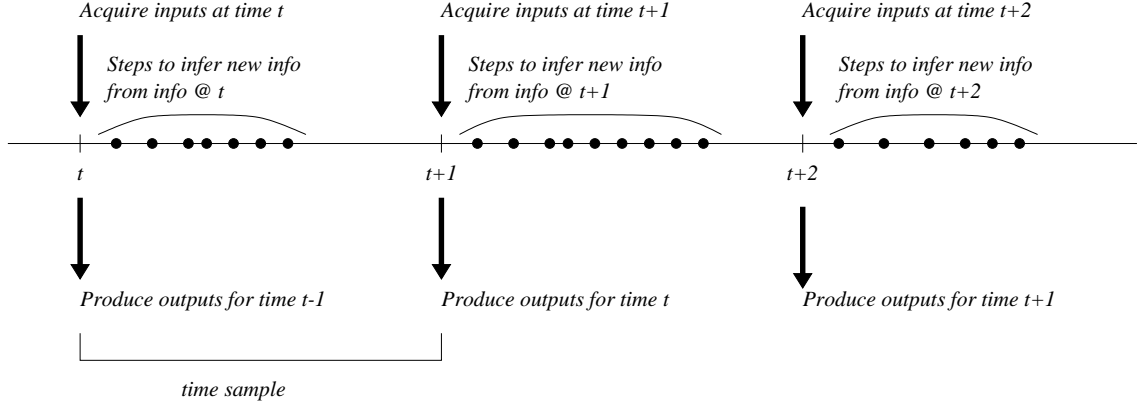 Acquire inputs at time t
Acquire inputs at time t+1
Acquire inputs at time t+2
Steps to infer new info
from info @ t
Steps to infer new info
from info @ t+1
Steps to infer new info
from info @ t+2
t
t+1
t+2
Produce outputs for time t-1
Produce outputs for time t
Produce outputs for time t+1
time sample